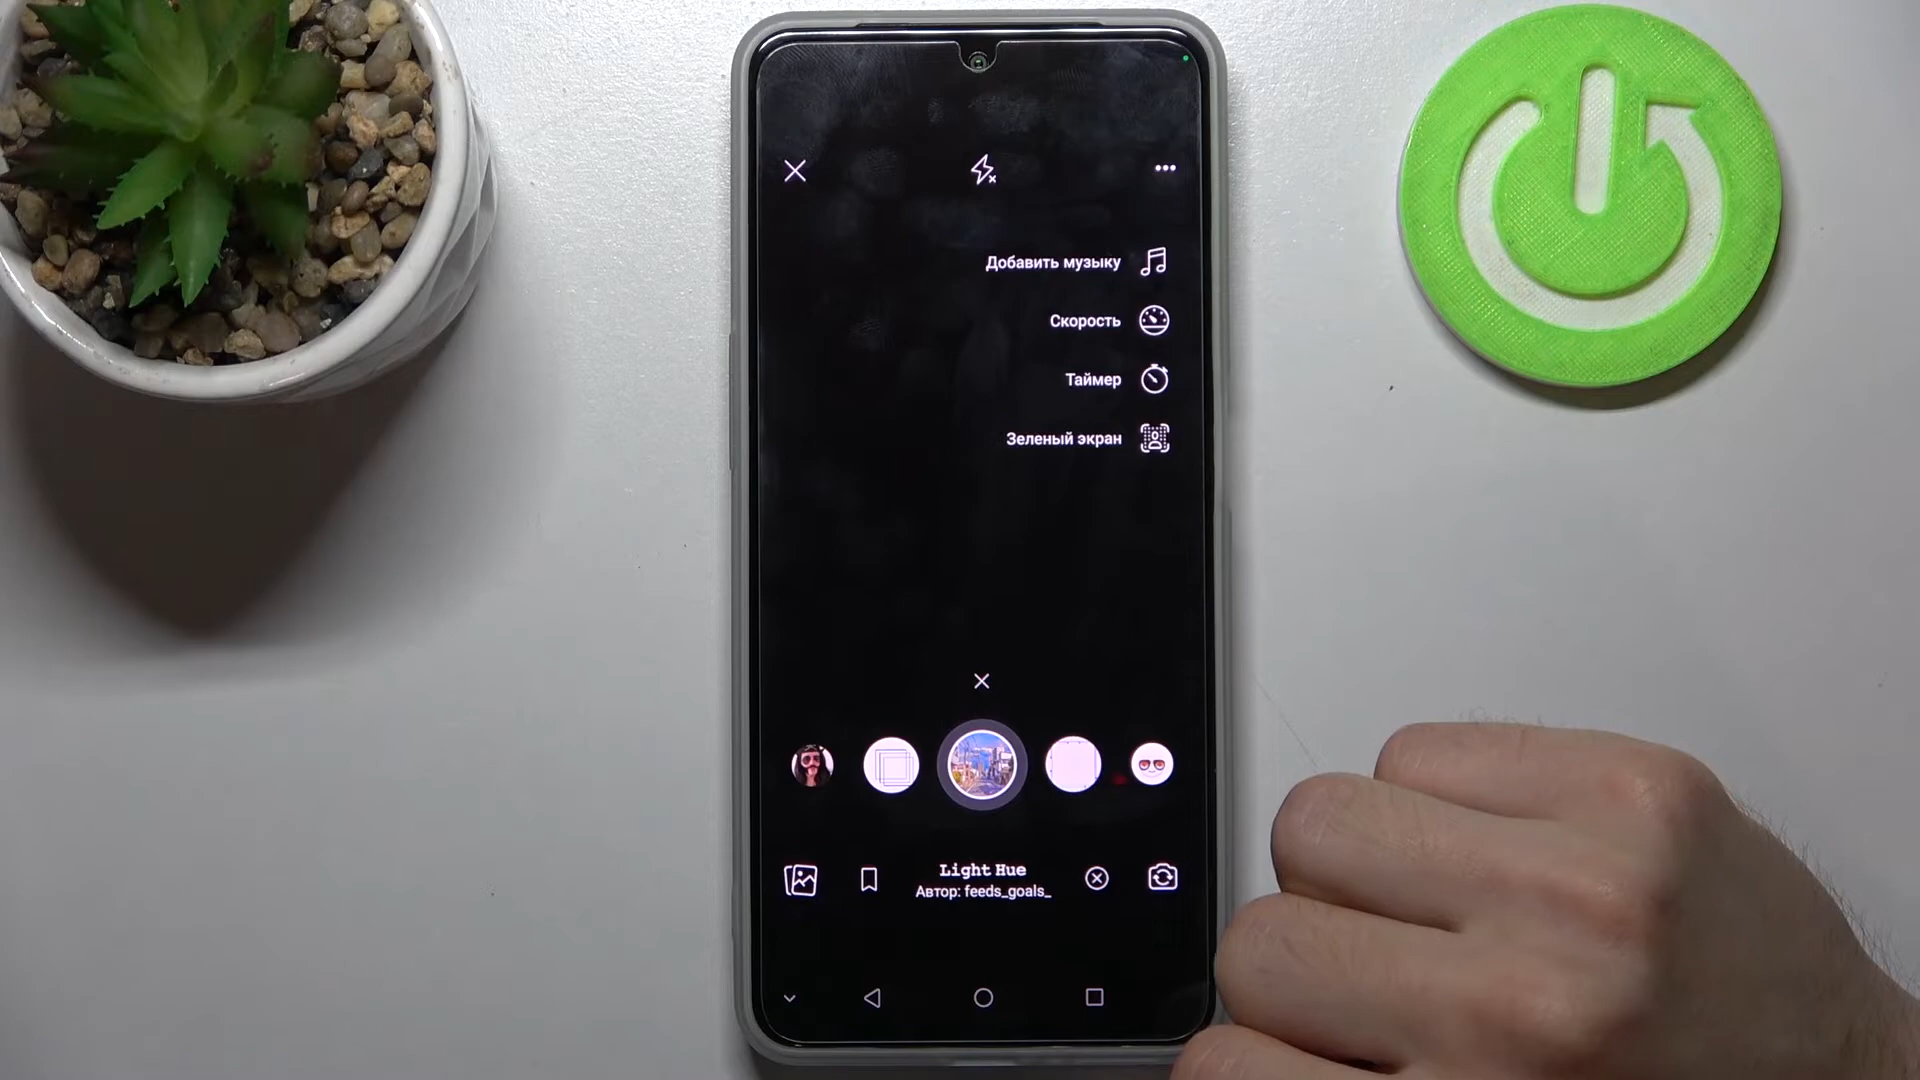 Добавить музыку
Скорость
Таймер
Зеленый экран
Light Hue
Автор: feeds_goals_